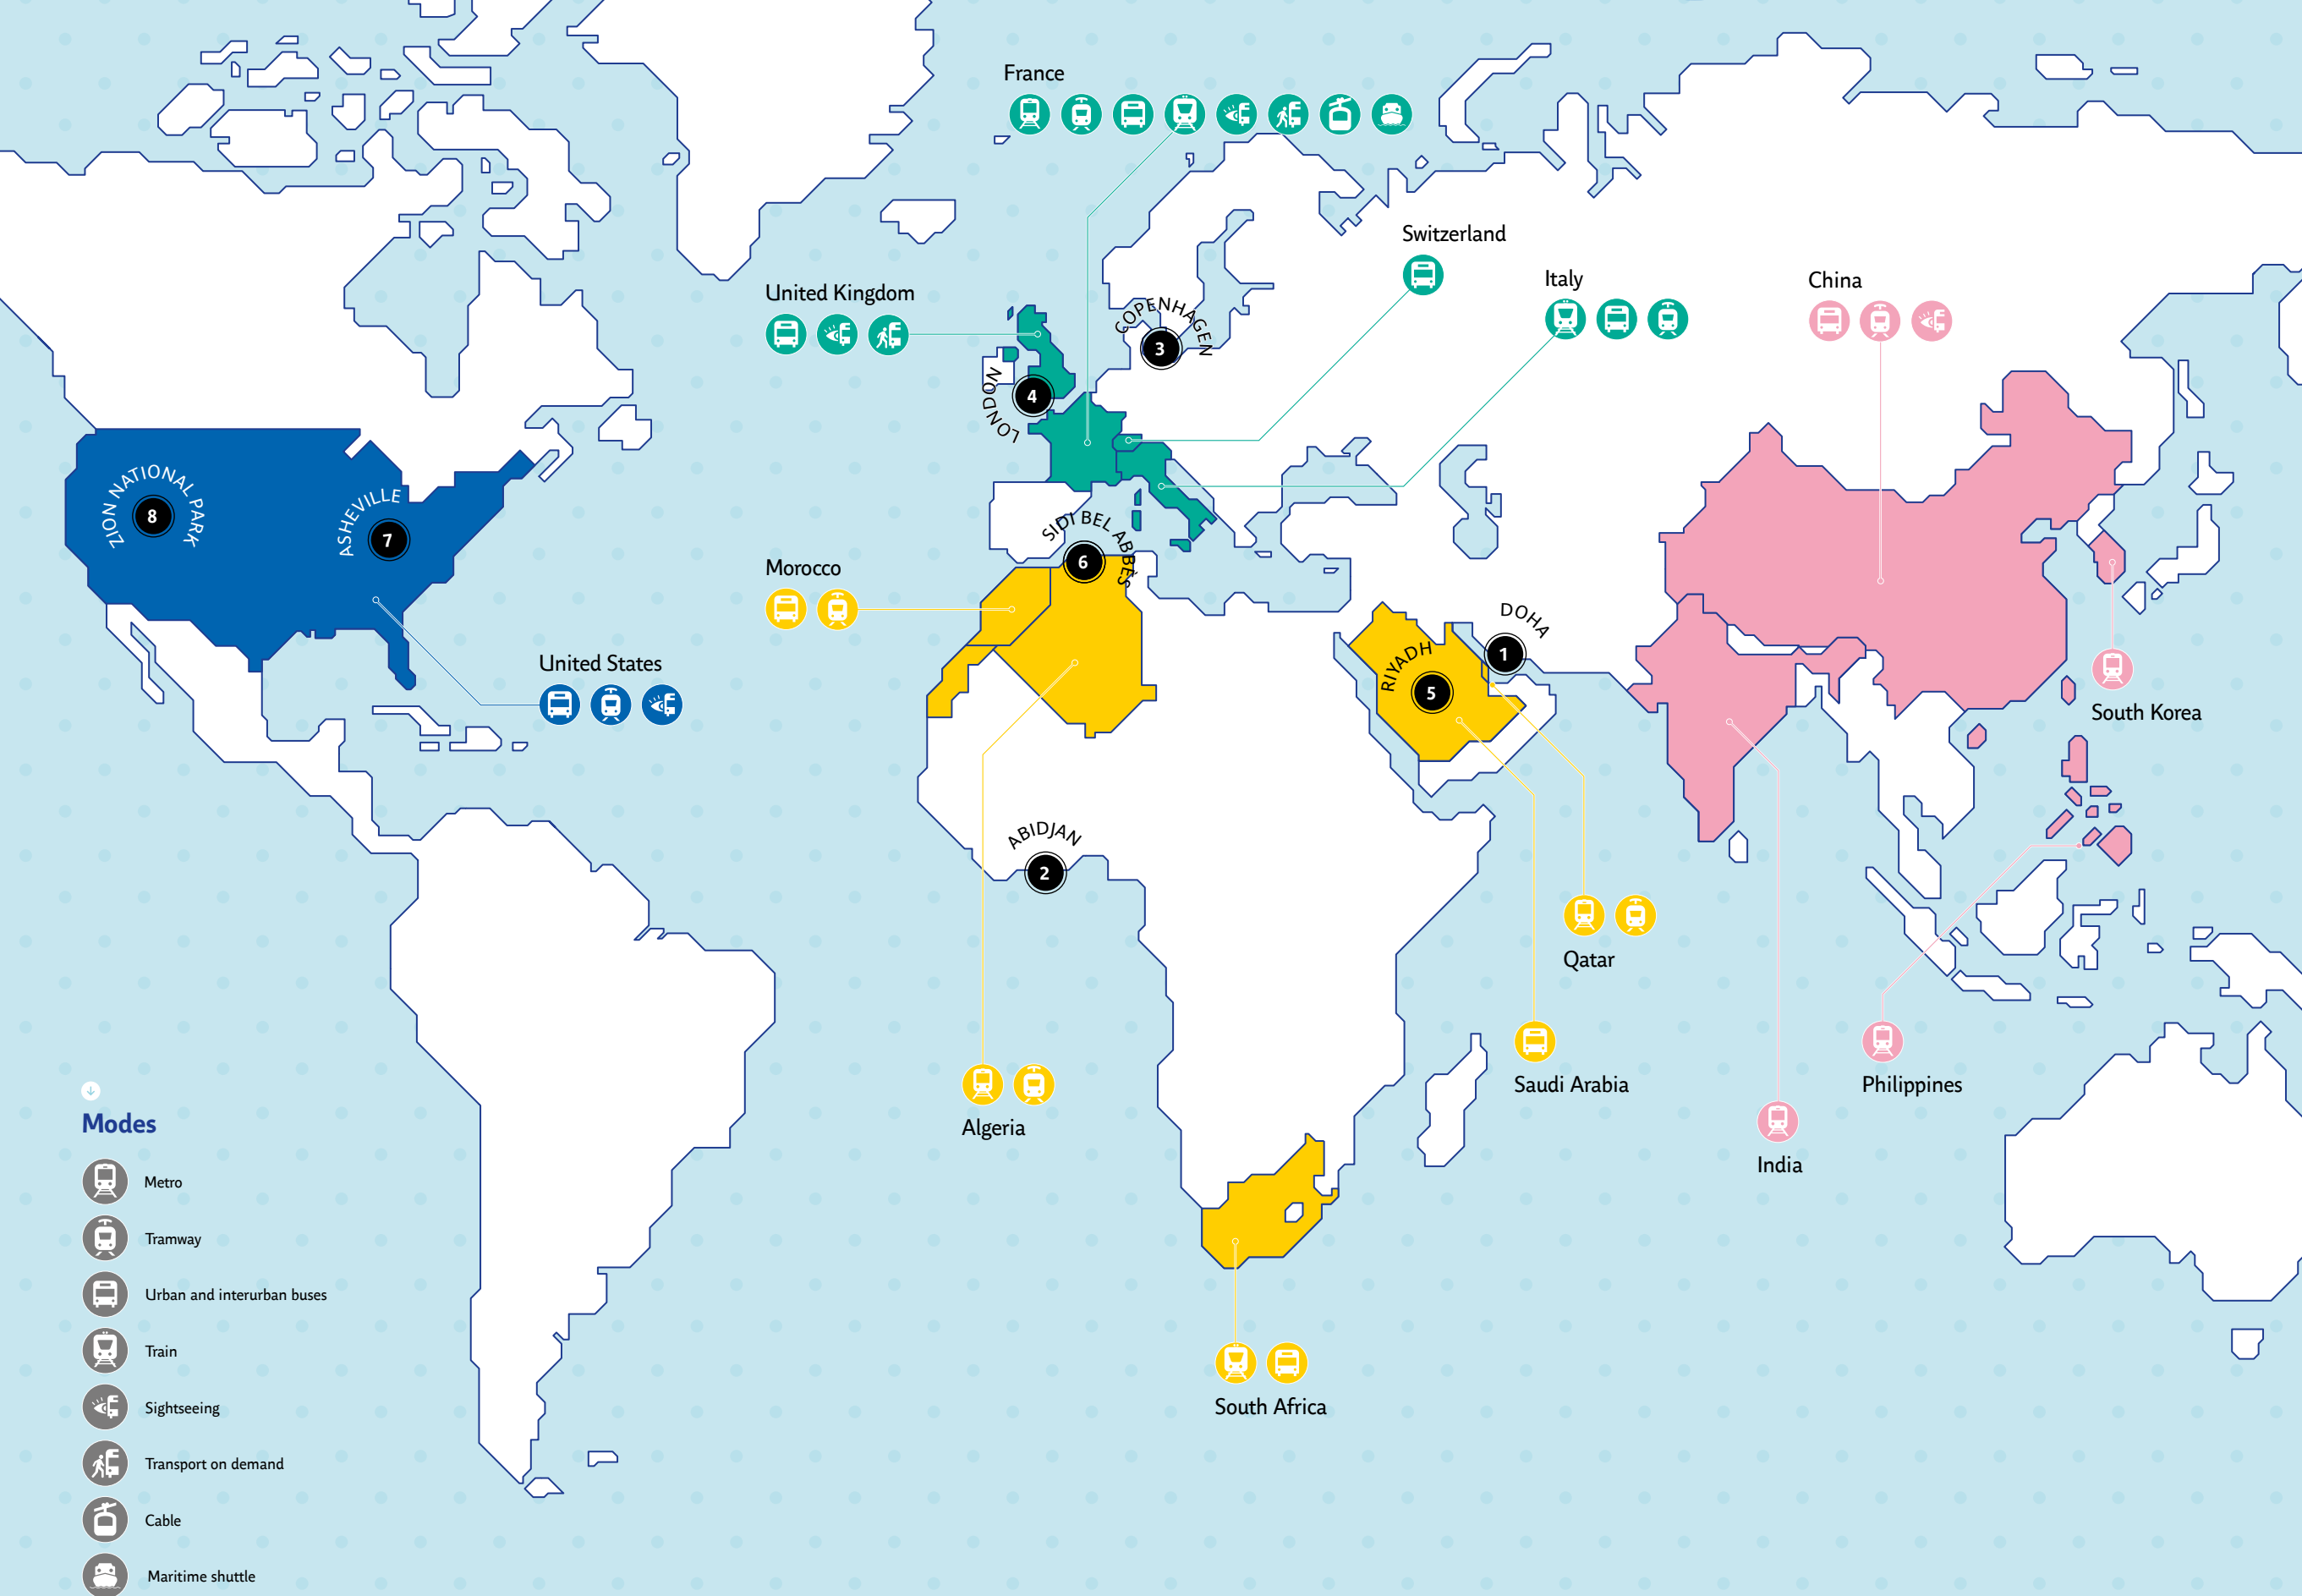 France
Switzerland
Italy
China
United Kingdom
COPENHAGEN
3
LONDON
4
ZION NATIONAL PARK
8
ASHEVILLE
7
SIDI BEL ABBÈS
6
Morocco
DOHA
1
RIYADH
5
United States
South Korea
ABIDJAN
2
Qatar
Saudi Arabia
Philippines
Algeria
India
South Africa
Modes
Metro
Tramway
Urban and interurban buses
Train
Sightseeing
Transport on demand
Cable
Maritime shuttle